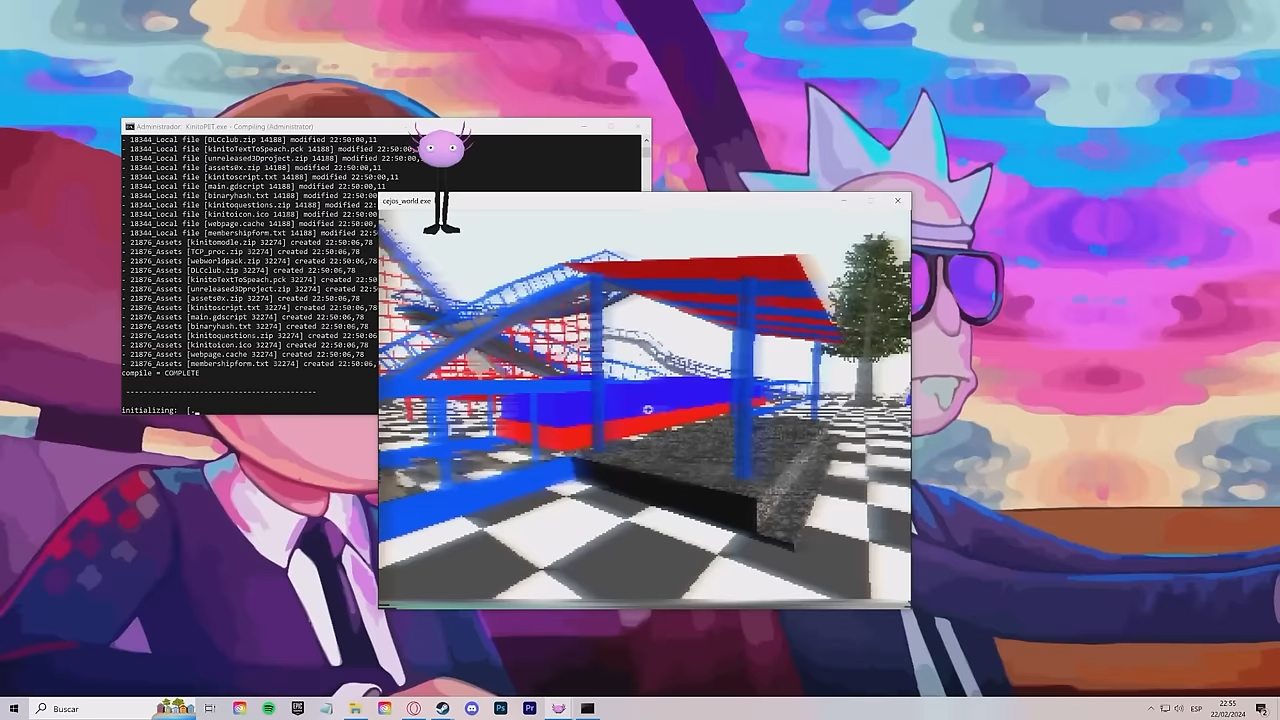 Administrador: KinitoPET.exe - Compiling (Administrator)
- 18344_Local file [DLCclub.zip 14188] modified 22:50:00,11
- 18344_Local file [kinitoTextToSpeach.pck 14188] modified 22:50:00,
- 18344_Local file [unreleased3Dproject.zip 14188] modified 22:50:00,
- 18344_Local file [assets0x.zip 14188] modified 22:50:00,11
- 18344_Local file [kinitoscript.txt 14188] modified 22:50:00,11
- 18344_Local file [main.gdscript 14188] modified 22:50:00,11
- 18344_Local file [binaryhash.txt 14188] modified 22:50:00
- 18344_Local file [kinitoquestions.zip 14188] modified 22:
- 18344_Local file [kinitoicon.ico 14188] modified 22:50:00
- 18344_Local file [webpage.cache 14188] modified 22:50:00,
- 18344_Local file [membershipform.txt 14188] modified 22:5
- 21876_Assets [kinitomodle.zip 32274] created 22:50:06,78
- 21876_Assets [TCP_proc.zip 32274] created 22:50:06,78
- 21876_Assets [webworldpack.zip 32274] created 22:50:06,78
- 21876_Assets [DLCclub.zip 32274] created 22:50:06,78
- 21876_Assets [kinitoTextToSpeach.pck 32274] created 22:50
- 21876_Assets [unreleased3Dproject.zip 32274] created 22:5
- 21876_Assets [assets0x.zip 32274] created 22:50:06,78
- 21876_Assets [kinitoscript.txt 32274] created 22:50:06,78
- 21876_Assets [main.gdscript 32274] created 22:50:06,78
- 21876_Assets [binaryhash.txt 32274] created 22:50:06,78
- 21876_Assets [kinitoquestions.zip 32274] created 22:50:06
- 21876_Assets [kinitoicon.ico 32274] created 22:50:06,78
- 21876_Assets [webpage.cache 32274] created 22:50:06,78
- 21876_Assets [membershipform.txt 32274] created 22:50:06,
compile = COMPLETE
------------------------------------------
initializing: [._
cejos_world.exe
Buscar
EPIC
Ps
Pr
ESP
22:55
22/02/2024